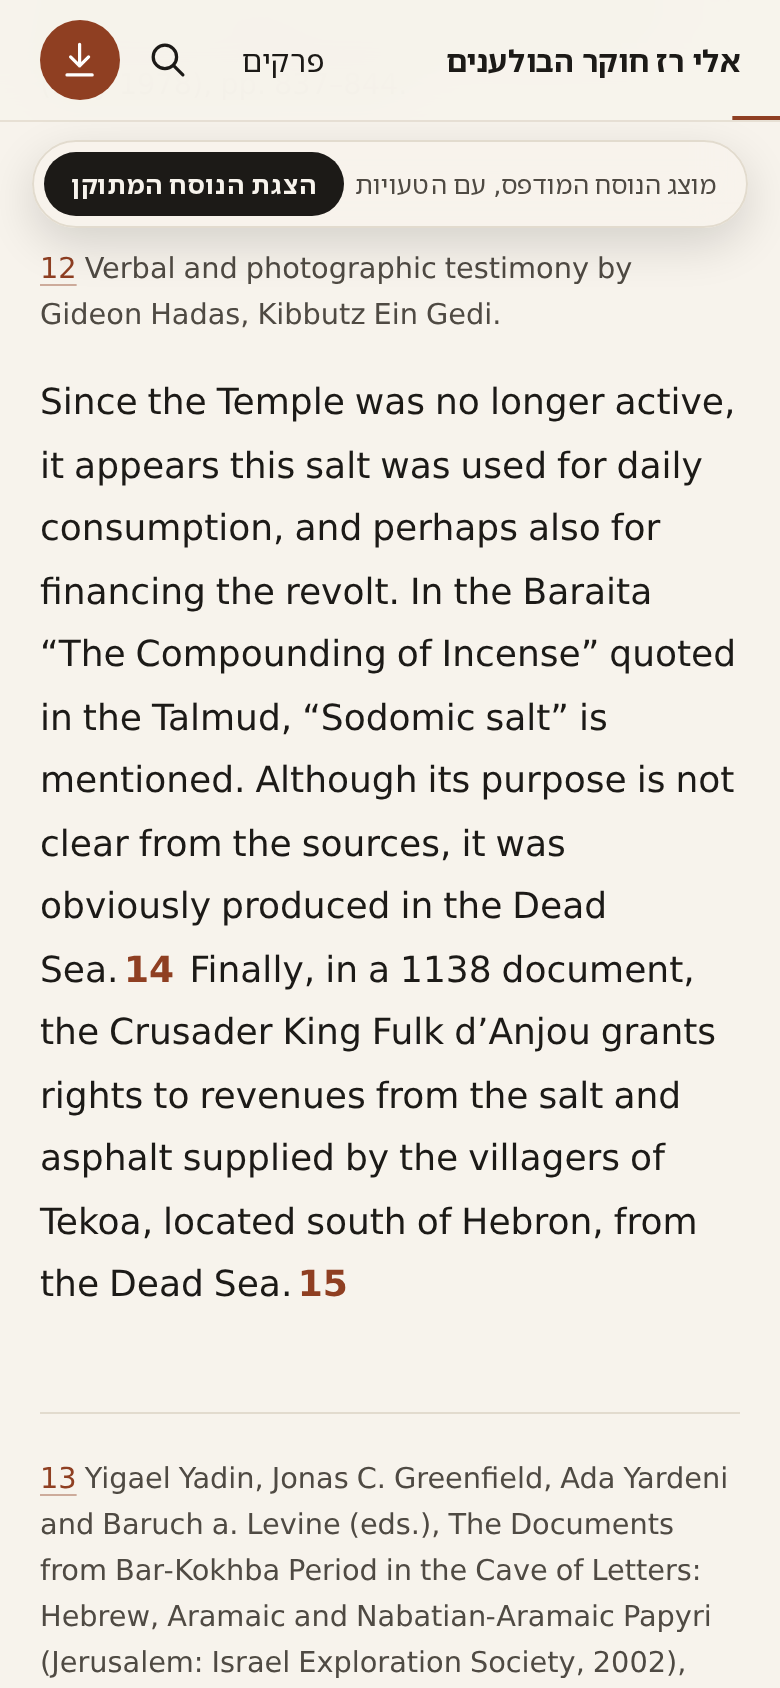 אלי רז חוקר הבולענים
פרקים
מוצג הנוסח המודפס, עם הטעויות
הצגת הנוסח המתוקן
12 Verbal and photographic testimony by
Gideon Hadas, Kibbutz Ein Gedi.
Since the Temple was no longer active,
it appears this salt was used for daily
consumption, and perhaps also for
financing the revolt. In the Baraita
“The Compounding of Incense” quoted
in the Talmud, “Sodomic salt” is
mentioned. Although its purpose is not
clear from the sources, it was
obviously produced in the Dead
Sea. 14 Finally, in a 1138 document,
the Crusader King Fulk d’Anjou grants
rights to revenues from the salt and
asphalt supplied by the villagers of
Tekoa, located south of Hebron, from
the Dead Sea. 15
13 Yigael Yadin, Jonas C. Greenfield, Ada Yardeni
and Baruch a. Levine (eds.), The Documents
from Bar-Kokhba Period in the Cave of Letters:
Hebrew, Aramaic and Nabatian-Aramaic Papyri
(Jerusalem: Israel Exploration Society, 2002),